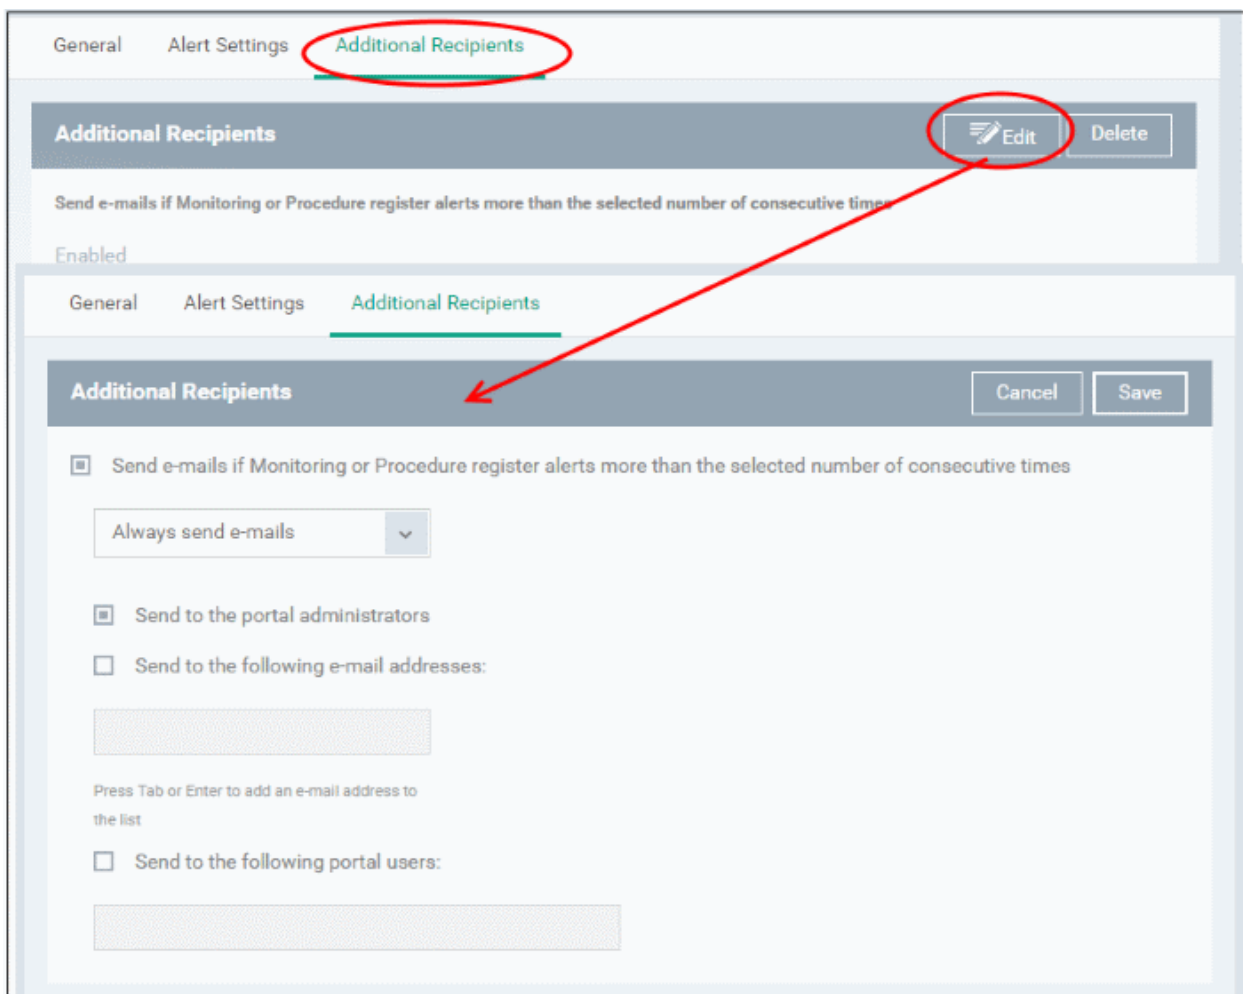 General Alert Settings Additional Recipients
Additional Recipients Edit Delete
Send e-mails if Monitoring or Procedure register alerts more than the selected number of consecutive times
Enabled
General Alert Settings Additional Recipients
Additional Recipients Cancel Save
Send e-mails if Monitoring or Procedure register alerts more than the selected number of consecutive times
Always send e-mails
Send to the portal administrators
Send to the following e-mail addresses:
Press Tab or Enter to add an e-mail address to
the list
Send to the following portal users: